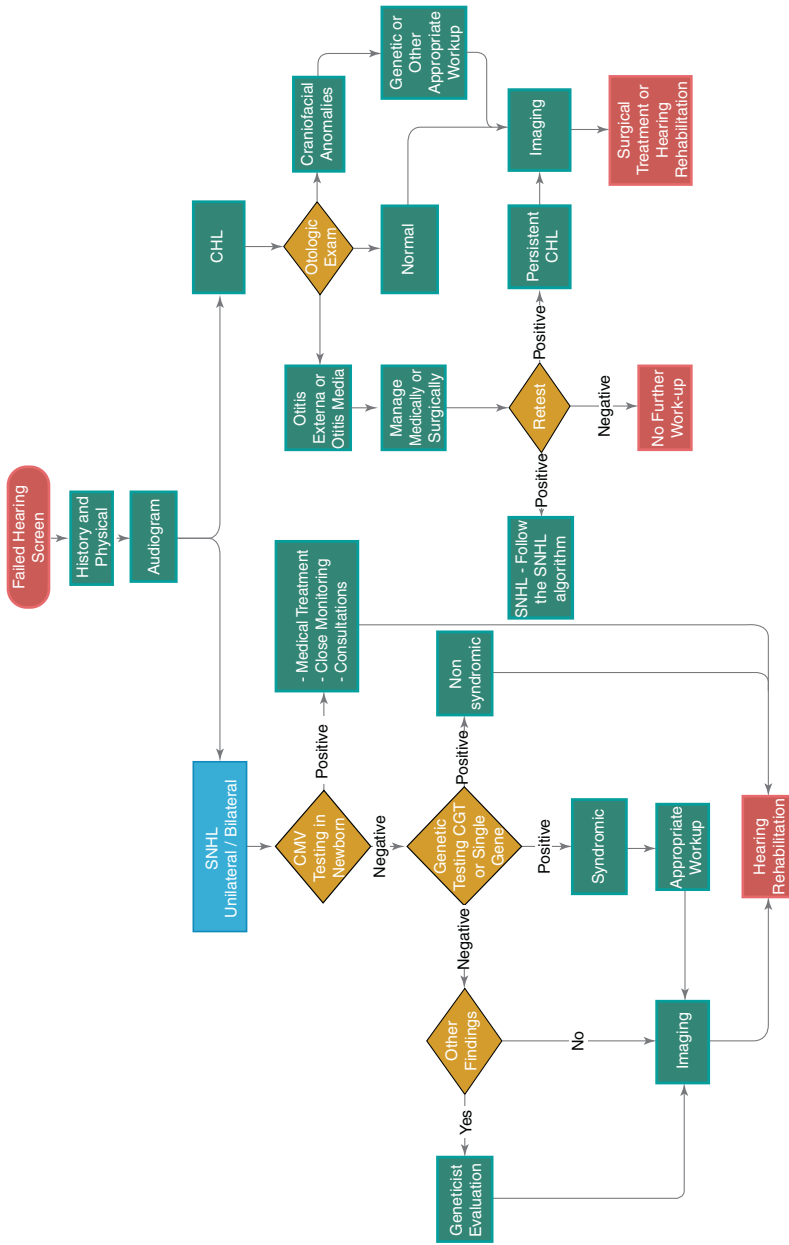 Failed Hearing
Screen
History and
Physical
Audiogram
SNHL
Unilateral / Bilateral
CHL
CMV
Testing in
Newborn
Positive
- Medical Treatment
- Close Monitoring
- Consultations
Negative
Genetic
Testing CGT
or Single
Gene
Positive
Non
syndromic
Positive
Syndromic
Appropriate
Workup
Negative
Other
Findings
Yes
Geneticist
Evaluation
No
Imaging
Hearing
Rehabilitation
Otologic
Exam
Otitis
Externa or
Otitis Media
Manage
Medically or
Surgically
Retest
Positive
SNHL - Follow
the SNHL
algorithm
Negative
No Further
Work-up
Positive
Persistent
CHL
Normal
Craniofacial
Anomalies
Genetic or
Other
Appropriate
Workup
Imaging
Surgical
Treatment or
Hearing
Rehabilitation